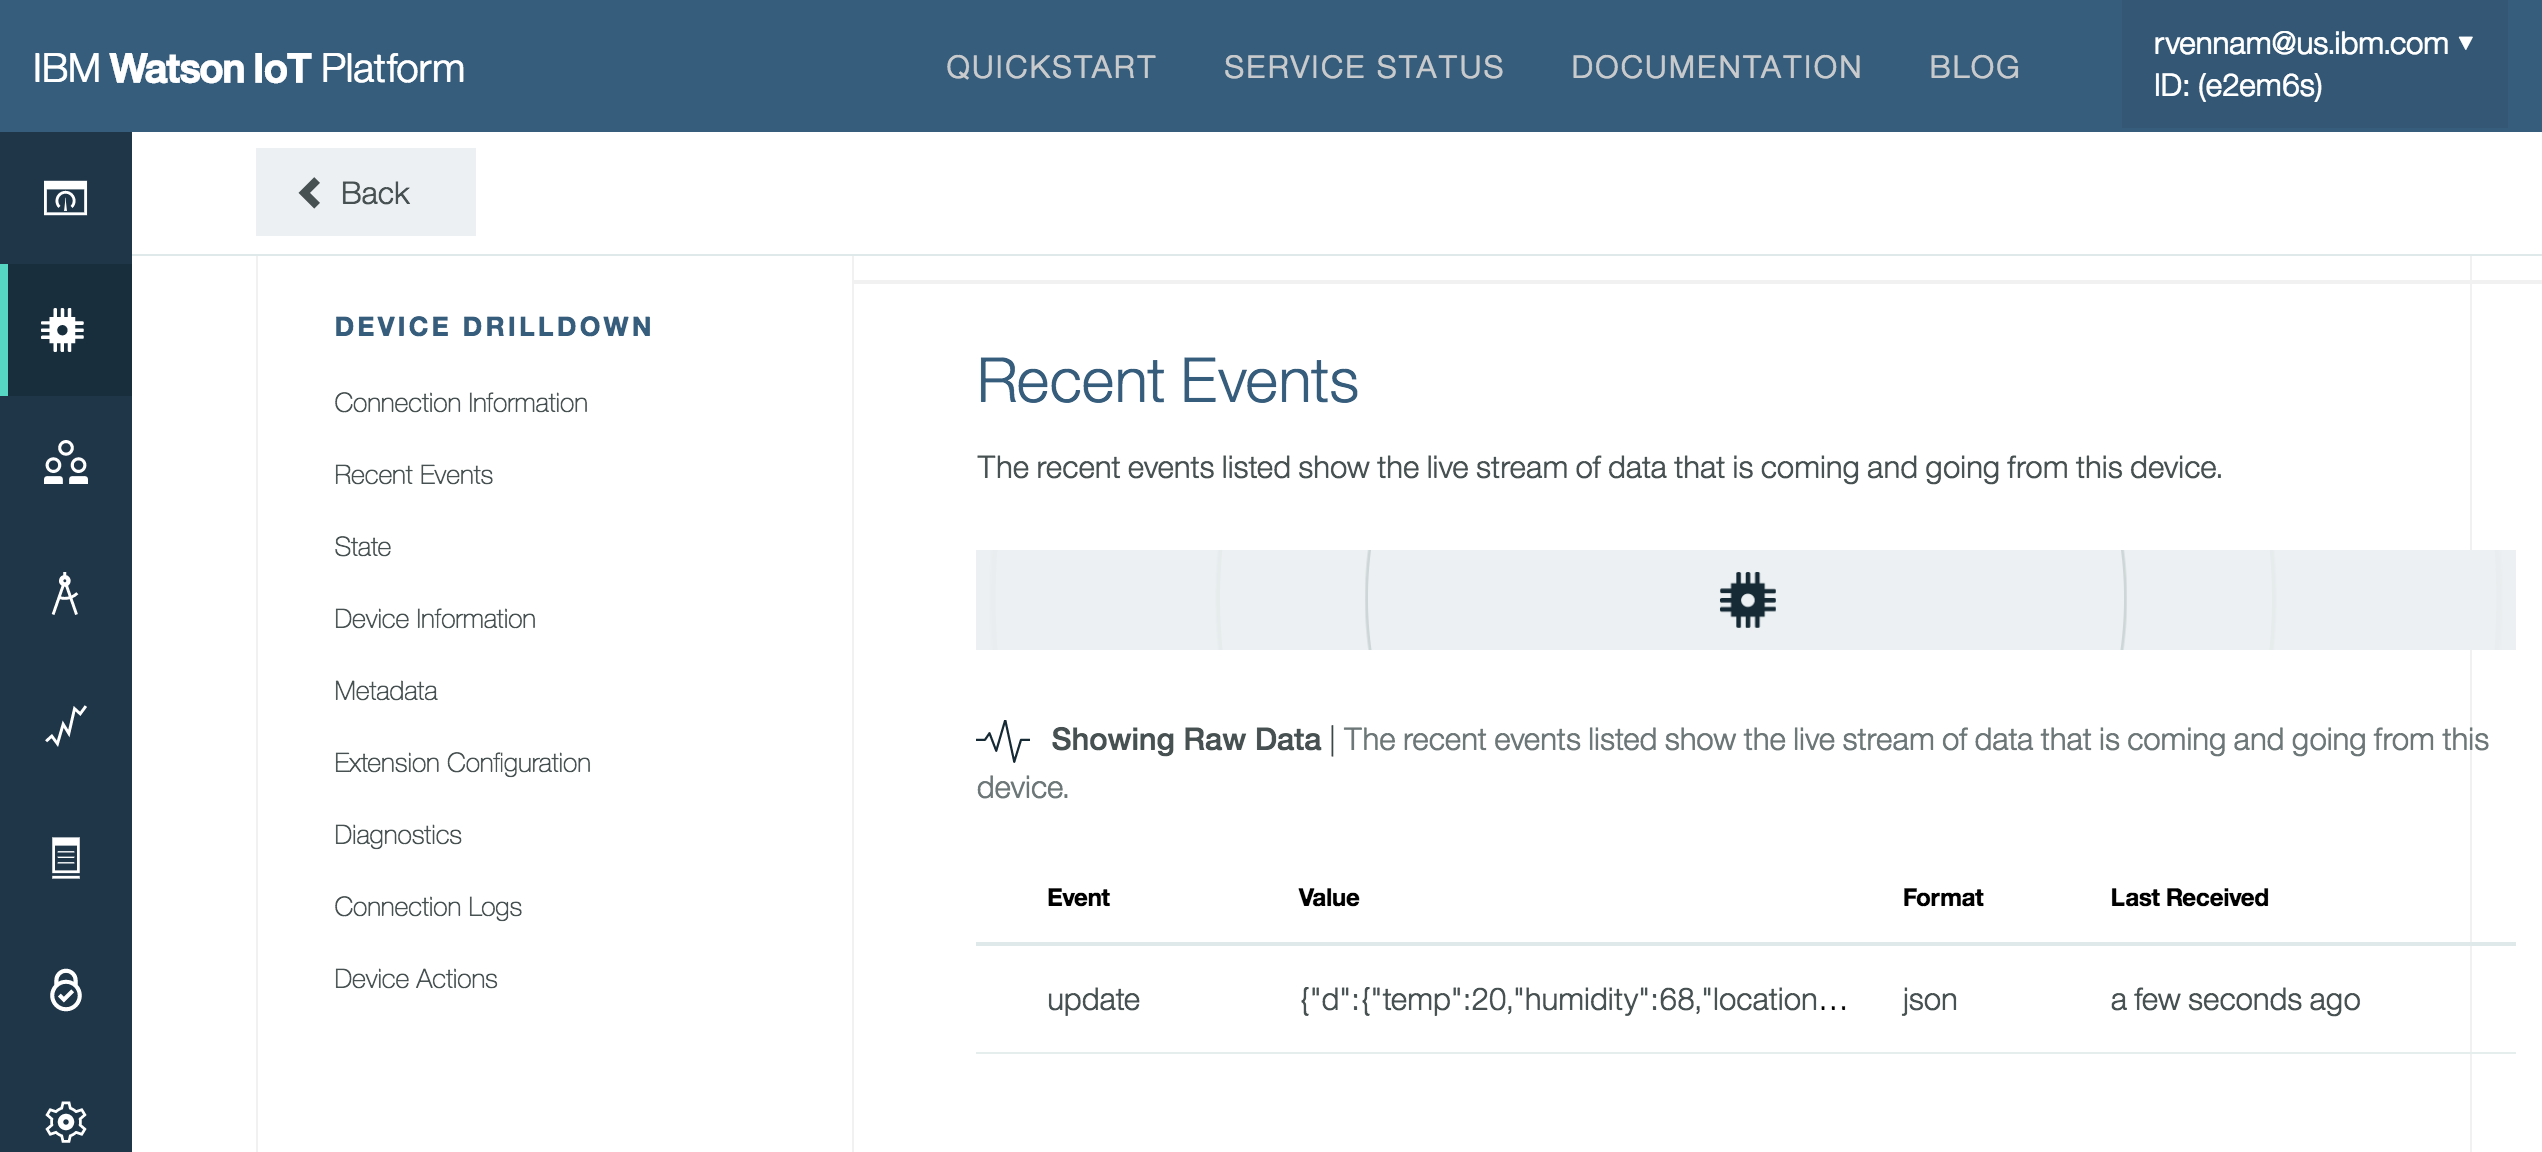 IBM Watson IoT Platform
QUICKSTART SERVICE STATUS DOCUMENTATION BLOG
rvennam@us.ibm.com ▼
ID: (e2em6s)
Back
DEVICE DRILLDOWN
Connection Information
Recent Events
State
Device Information
Metadata
Extension Configuration
Diagnostics
Connection Logs
Device Actions
Recent Events
The recent events listed show the live stream of data that is coming and going from this device.
Showing Raw Data | The recent events listed show the live stream of data that is coming and going from this
device.
Event Value Format Last Received
update {"d":{"temp":20,"humidity":68,"location... json a few seconds ago